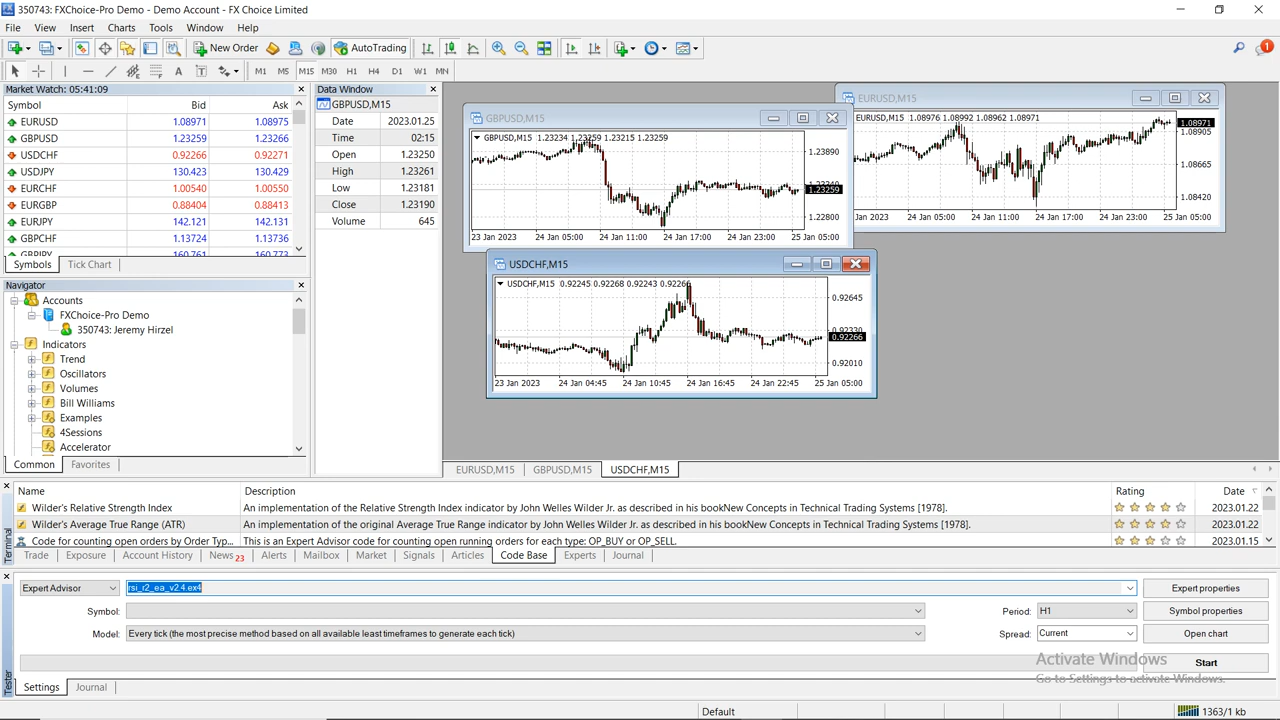 350743: FXChoice-Pro Demo - Demo Account - FX Choice Limited
File View Insert Charts Tools Window Help
New Order AutoTrading 1
A T M1 M5 M15 M30 H1 H4 D1 W1 MN
Market Watch: 05:41:09
Symbol Bid Ask
EURUSD 1.08971 1.08975
GBPUSD 1.23259 1.23266
USDCHF 0.92266 0.92271
USDJPY 130.423 130.429
EURCHF 1.00540 1.00550
EURGBP 0.88404 0.88413
EURJPY 142.121 142.131
GBPCHF 1.13724 1.13736
GBPJPY 160.761 160.773
Symbols Tick Chart
Data Window
GBPUSD,M15
Date 2023.01.25
Time 02:15
Open 1.23250
High 1.23261
Low 1.23181
Close 1.23190
Volume 645
Navigator
Accounts
FXChoice-Pro Demo
350743: Jeremy Hirzel
Indicators
Trend
Oscillators
Volumes
Bill Williams
Examples
4Sessions
Accelerator
Common Favorites
GBPUSD,M15
GBPUSD,M15 1.23234 1.23259 1.23215 1.23259
1.23890
1.23259
1.22800
23 Jan 2023 24 Jan 05:00 24 Jan 11:00 24 Jan 17:00 24 Jan 23:00 25 Jan 05:00
EURUSD,M15
EURUSD,M15 1.08976 1.08992 1.08962 1.08971
1.08971
1.08905
1.08665
1.08420
Jan 2023 24 Jan 05:00 24 Jan 11:00 24 Jan 17:00 24 Jan 23:00 25 Jan 05:00
USDCHF,M15
USDCHF,M15 0.92245 0.92268 0.92243 0.92266
0.92645
0.92330
0.92266
0.92010
23 Jan 2023 24 Jan 04:45 24 Jan 10:45 24 Jan 16:45 24 Jan 22:45 25 Jan 05:00
EURUSD,M15 GBPUSD,M15 USDCHF,M15
Name Description Rating Date
Wilder's Relative Strength Index An implementation of the Relative Strength Index indicator by John Welles Wilder Jr. as described in his bookNew Concepts in Technical Trading Systems [1978]. 2023.01.22
Wilder's Average True Range (ATR) An implementation of the original Average True Range indicator by John Welles Wilder Jr. as described in his bookNew Concepts in Technical Trading Systems [1978]. 2023.01.22
Code for counting open orders by Order Typ... This is an Expert Advisor code for counting open running orders for each type: OP_BUY or OP_SELL. 2023.01.15
Terminal
Trade Exposure Account History News 23 Alerts Mailbox Market Signals Articles Code Base Experts Journal
Expert Advisor rsi_r2_ea_v2.4.ex4 Expert properties
Symbol: Period: H1 Symbol properties
Model: Every tick (the most precise method based on all available least timeframes to generate each tick) Spread: Current Open chart
Start
Activate Windows
Go to Settings to activate Windows.
Tester
Settings Journal
Default 1363/1 kb